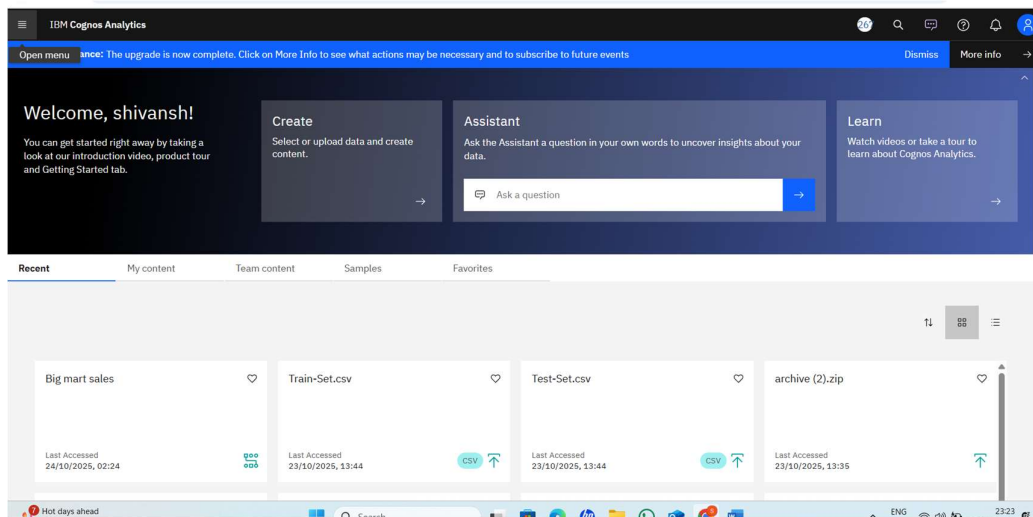 IBM Cognos Analytics
26
Open menu
ance: The upgrade is now complete. Click on More Info to see what actions may be necessary and to subscribe to future events
Dismiss
More info
Welcome, shivansh!
You can get started right away by taking a
look at our introduction video, product tour
and Getting Started tab.
Create
Select or upload data and create
content.
Assistant
Ask the Assistant a question in your own words to uncover insights about your
data.
Ask a question
Learn
Watch videos or take a tour to
learn about Cognos Analytics.
Recent
My content
Team content
Samples
Favorites
Big mart sales
Last Accessed
24/10/2025, 02:24
Train-Set.csv
Last Accessed
23/10/2025, 13:44
CSV
Test-Set.csv
Last Accessed
23/10/2025, 13:44
CSV
archive (2).zip
Last Accessed
23/10/2025, 13:35
7
Hot days ahead
Search
hp
ENG
23:23